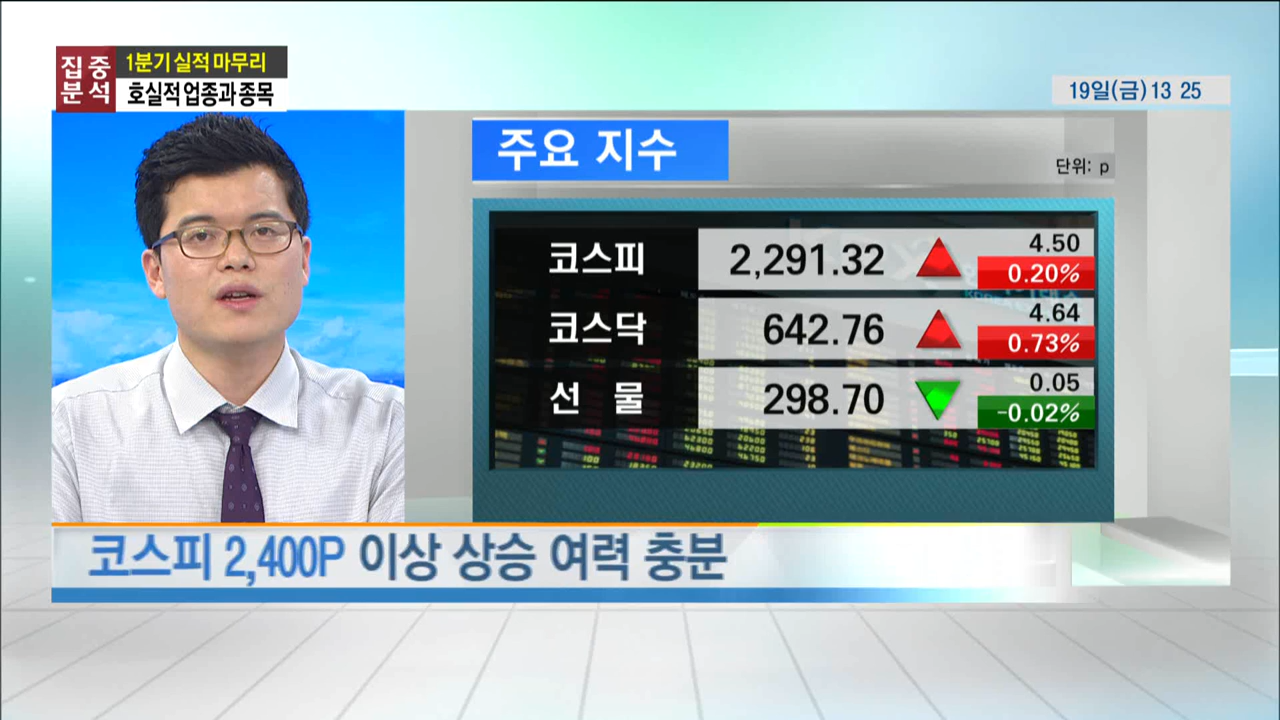 집중
분석
1분기 실적 마무리
호실적 업종과 종목
19일(금) 13 25
주요 지수
단위: p
코스피 2,291.32 ▲ 4.50
0.20%
코스닥 642.76 ▲ 4.64
0.73%
선 물 298.70 ▼ 0.05
-0.02%
코스피 2,400P 이상 상승 여력 충분